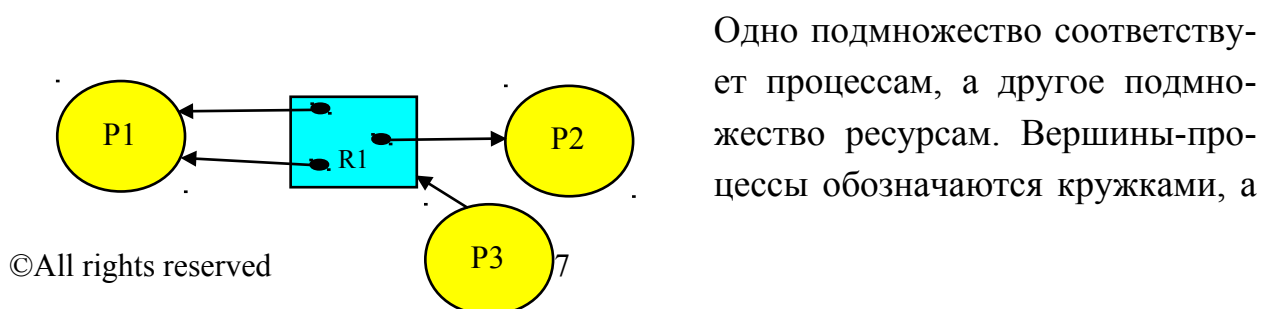 Одно подмножество соответству-
ет процессам, а другое подмно-
жество ресурсам. Вершины-про-
цессы обозначаются кружками, а
P1
R1
P2
P3
©All rights reserved 7